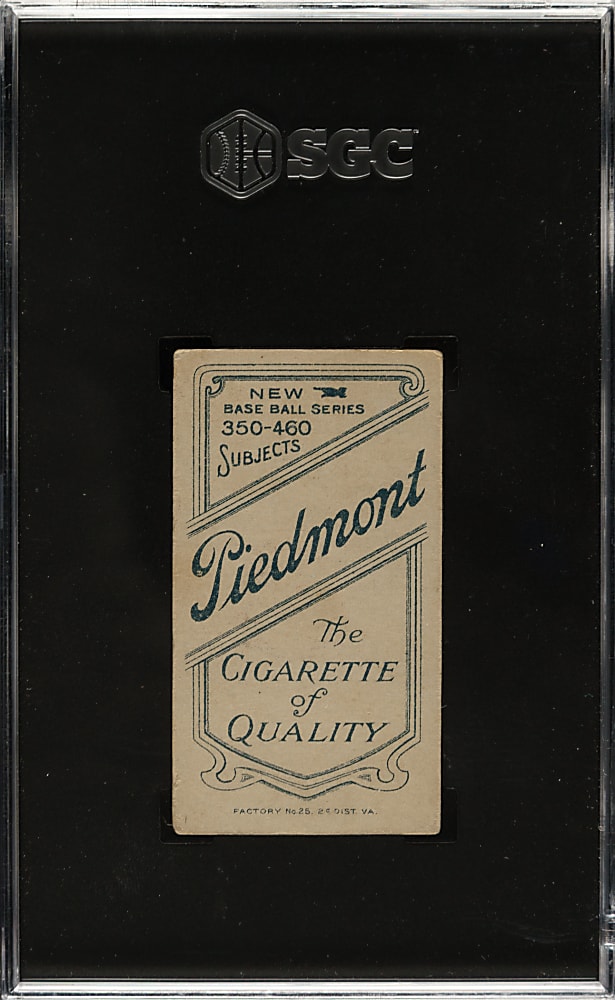 SGC
NEW
BASE BALL SERIES
350-460
SUBJECTS
Piedmont
The
CIGARETTE
of
QUALITY
FACTORY No. 25, 2D DIST. VA.